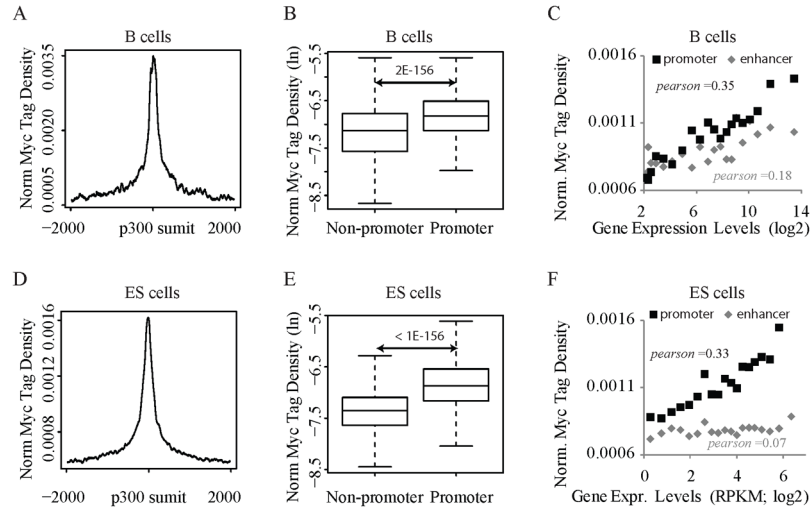 A
B cells
Norm Myc Tag Density
0.0035
0.0020
0.0005
−2000
p300 sumit
2000
B
B cells
Norm Myc Tag Density (ln)
-5.5
-6.5
-7.5
-8.5
2E-156
Non-promoter
Promoter
C
B cells
Norm. Myc Tag Density
0.0016
0.0011
0.0006
promoter
enhancer
pearson =0.35
pearson =0.18
2
6
10
14
Gene Expression Levels (log2)
D
ES cells
Norm Myc Tag Density
0.0016
0.0012
0.0008
−2000
p300 sumit
2000
E
ES cells
Norm Myc Tag Density (ln)
-5.5
-6.5
-7.5
-8.5
< 1E-156
Non-promoter
Promoter
F
ES cells
Norm. Myc Tag Density
0.0016
0.0011
0.0006
promoter
enhancer
pearson =0.33
pearson =0.07
0
2
4
6
Gene Expr. Levels (RPKM; log2)